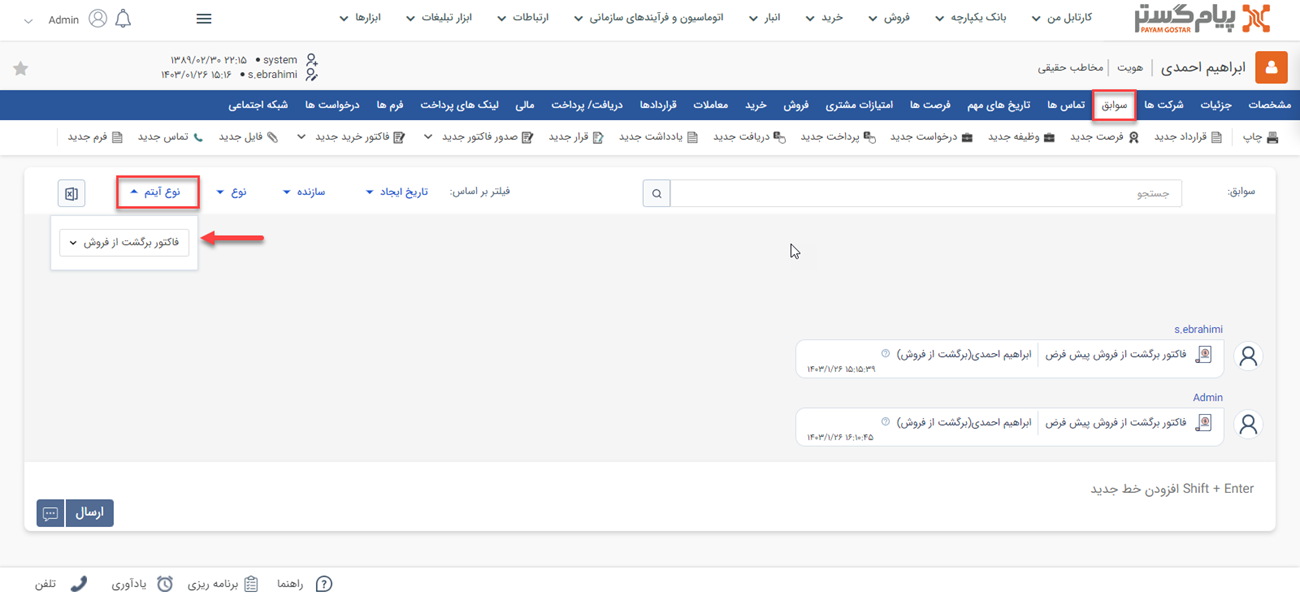 پیام گستر
PAYAM GOSTAR
کارتابل من
بانک یکپارچه
فروش
خرید
انبار
اتوماسیون و فرآیندهای سازمانی
ارتباطات
ابزار تبلیغات
ابزارها
Admin
ابراهیم احمدی
هویت
مخاطب حقیقی
system • ۱۳۸۹/۰۲/۳۰ ۲۲:۱۵
s.ebrahimi • ۱۴۰۳/۰۱/۲۶ ۱۵:۱۶
مشخصات
جزئیات
شرکت ها
سوابق
تماس ها
تاریخ های مهم
فرصت ها
امتیازات مشتری
فروش
خرید
معاملات
قراردادها
دریافت/ پرداخت
مالی
لینک های پرداخت
فرم ها
درخواست ها
شبکه اجتماعی
چاپ
قرارداد جدید
فرصت جدید
وظیفه جدید
درخواست جدید
پرداخت جدید
دریافت جدید
یادداشت جدید
قرار جدید
صدور فاکتور جدید
فاکتور خرید جدید
فایل جدید
تماس جدید
فرم جدید
سوابق:
جستجو
فیلتر بر اساس:
تاریخ ایجاد
سازنده
نوع
نوع آیتم
فاکتور برگشت از فروش
s.ebrahimi
فاکتور برگشت از فروش پیش فرض
ابراهیم احمدی(برگشت از فروش)
۱۴۰۳/۱/۲۶ ۱۵:۱۵:۳۹
Admin
فاکتور برگشت از فروش پیش فرض
ابراهیم احمدی(برگشت از فروش)
۱۴۰۳/۱/۲۶ ۱۶:۱۰:۴۵
Shift + Enter افزودن خط جدید
ارسال
راهنما
برنامه ریزی
یادآوری
تلفن